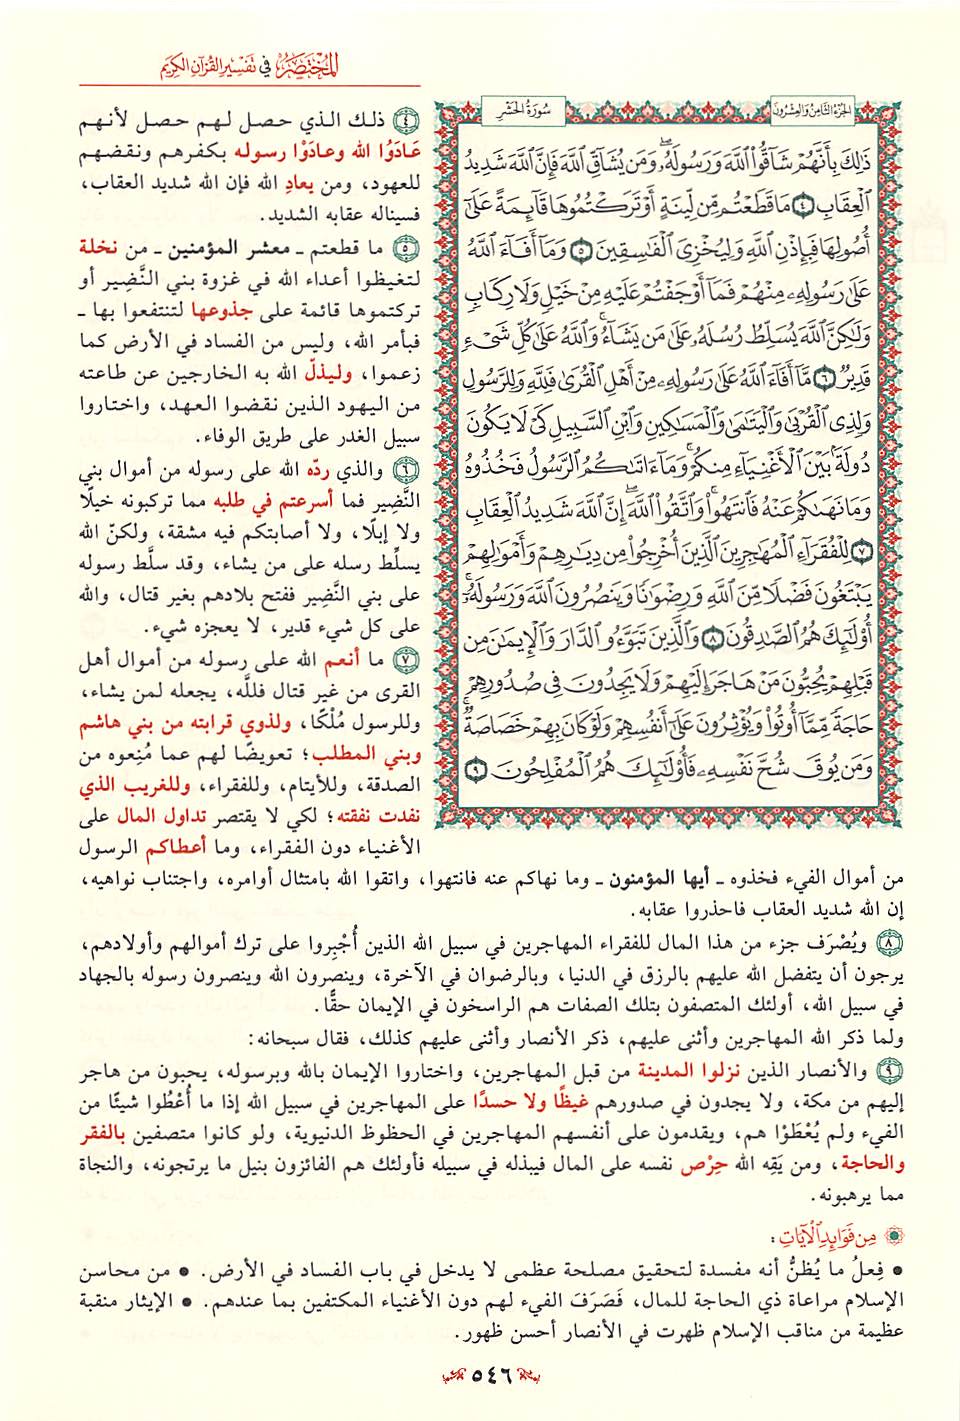 المُخْتَصَرُ في تَفْسِيرِ القُرْآنِ الكَرِيمِ
الجزء الثامن والعشرون
سورة الحشر
ذَٰلِكَ بِأَنَّهُمْ شَاقُّوا۟ ٱللَّهَ وَرَسُولَهُۥ ۖ وَمَن يُشَاقِّ ٱللَّهَ فَإِنَّ ٱللَّهَ شَدِيدُ
ٱلْعِقَابِ ٤ مَا قَطَعْتُم مِّن لِّينَةٍ أَوْ تَرَكْتُمُوهَا قَآئِمَةً عَلَىٰٓ
أُصُولِهَا فَبِإِذْنِ ٱللَّهِ وَلِيُخْزِىَ ٱلْفَٰسِقِينَ ٥ وَمَآ أَفَآءَ ٱللَّهُ
عَلَىٰ رَسُولِهِۦ مِنْهُمْ فَمَآ أَوْجَفْتُمْ عَلَيْهِ مِنْ خَيْلٍ وَلَا رِكَابٍ
وَلَٰكِنَّ ٱللَّهَ يُسَلِّطُ رُسُلَهُۥ عَلَىٰ مَن يَشَآءُ ۚ وَٱللَّهُ عَلَىٰ كُلِّ شَىْءٍ
قَدِيرٌ ٦ مَّآ أَفَآءَ ٱللَّهُ عَلَىٰ رَسُولِهِۦ مِنْ أَهْلِ ٱلْقُرَىٰ فَلِلَّهِ وَلِلرَّسُولِ
وَلِذِى ٱلْقُرْبَىٰ وَٱلْيَتَٰمَىٰ وَٱلْمَسَٰكِينِ وَٱبْنِ ٱلسَّبِيلِ كَىْ لَا يَكُونَ
دُولَةًۢ بَيْنَ ٱلْأَغْنِيَآءِ مِنكُمْ ۚ وَمَآ ءَاتَىٰكُمُ ٱلرَّسُولُ فَخُذُوهُ
وَمَا نَهَىٰكُمْ عَنْهُ فَٱنتَهُوا۟ ۚ وَٱتَّقُوا۟ ٱللَّهَ ۖ إِنَّ ٱللَّهَ شَدِيدُ ٱلْعِقَابِ
٧ لِلْفُقَرَآءِ ٱلْمُهَٰجِرِينَ ٱلَّذِينَ أُخْرِجُوا۟ مِن دِيَٰرِهِمْ وَأَمْوَٰلِهِمْ
يَبْتَغُونَ فَضْلًا مِّنَ ٱللَّهِ وَرِضْوَٰنًا وَيَنصُرُونَ ٱللَّهَ وَرَسُولَهُۥٓ ۚ
أُو۟لَٰٓئِكَ هُمُ ٱلصَّٰدِقُونَ ٨ وَٱلَّذِينَ تَبَوَّءُو ٱلدَّارَ وَٱلْإِيمَٰنَ مِن
قَبْلِهِمْ يُحِبُّونَ مَنْ هَاجَرَ إِلَيْهِمْ وَلَا يَجِدُونَ فِى صُدُورِهِمْ
حَاجَةً مِّمَّآ أُوتُوا۟ وَيُؤْثِرُونَ عَلَىٰٓ أَنفُسِهِمْ وَلَوْ كَانَ بِهِمْ خَصَاصَةٌ ۚ
وَمَن يُوقَ شُحَّ نَفْسِهِۦ فَأُو۟لَٰٓئِكَ هُمُ ٱلْمُفْلِحُونَ ٩
٤ ذلك الذي حصل لهم حصل لأنهم
عَادَوُا الله وعادَوْا رسوله بكفرهم ونقضهم
للعهود، ومن يعادِ الله فإن الله شديد العقاب،
فسيناله عقابه الشديد.
٥ ما قطعتم ـ معشر المؤمنين ـ من نخلة
لتغيظوا أعداء الله في غزوة بني النَّضِير أو
تركتموها قائمة على جذوعها لتنتفعوا بها ـ
فبأمر الله، وليس من الفساد في الأرض كما
زعموا، وليذلّ الله به الخارجين عن طاعته
من اليهود الذين نقضوا العهد، واختاروا
سبيل الغدر على طريق الوفاء.
٦ والذي ردّه الله على رسوله من أموال بني
النَّضِير فما أسرعتم في طلبه مما تركبونه خيلًا
ولا إبلًا، ولا أصابتكم فيه مشقة، ولكنّ الله
يسلِّط رسله على من يشاء، وقد سلَّط رسوله
على بني النَّضِير ففتح بلادهم بغير قتال، والله
على كل شيء قدير، لا يعجزه شيء.
٧ ما أنعم الله على رسوله من أموال أهل
القرى من غير قتال فللَّه، يجعله لمن يشاء،
وللرسول مُلْكًا، ولذوي قرابته من بني هاشم
وبني المطلب؛ تعويضًا لهم عما مُنِعوه من
الصدقة، وللأيتام، وللفقراء، وللغريب الذي
نفدت نفقته؛ لكي لا يقتصر تداول المال على
الأغنياء دون الفقراء، وما أعطاكم الرسول
من أموال الفيء فخذوه ـ أيها المؤمنون ـ وما نهاكم عنه فانتهوا، واتقوا الله بامتثال أوامره، واجتناب نواهيه،
إن الله شديد العقاب فاحذروا عقابه.
٨ ويُصْرَف جزء من هذا المال للفقراء المهاجرين في سبيل الله الذين أُجْبِروا على ترك أموالهم وأولادهم،
يرجون أن يتفضل الله عليهم بالرزق في الدنيا، وبالرضوان في الآخرة، وينصرون الله وينصرون رسوله بالجهاد
في سبيل الله، أولئك المتصفون بتلك الصفات هم الراسخون في الإيمان حقًّا.
ولما ذكر الله المهاجرين وأثنى عليهم، ذكر الأنصار وأثنى عليهم كذلك، فقال سبحانه:
٩ والأنصار الذين نزلوا المدينة من قبل المهاجرين، واختاروا الإيمان بالله وبرسوله، يحبون من هاجر
إليهم من مكة، ولا يجدون في صدورهم غيظًا ولا حسدًا على المهاجرين في سبيل الله إذا ما أُعْطُوا شيئًا من
الفيء ولم يُعْطَوْا هم، ويقدمون على أنفسهم المهاجرين في الحظوظ الدنيوية، ولو كانوا متصفين بالفقر
والحاجة، ومن يَقِه الله حِرْص نفسه على المال فيبذله في سبيله فأولئك هم الفائزون بنيل ما يرتجونه، والنجاة
مما يرهبونه.
مِن فَوَائِدِ الآيَاتِ:
• فِعلُ ما يُظنُّ أنه مفسدة لتحقيق مصلحة عظمى لا يدخل في باب الفساد في الأرض. • من محاسن
الإسلام مراعاة ذي الحاجة للمال، فَصَرَفَ الفيء لهم دون الأغنياء المكتفين بما عندهم. • الإيثار منقبة
عظيمة من مناقب الإسلام ظهرت في الأنصار أحسن ظهور.
٥٤٦